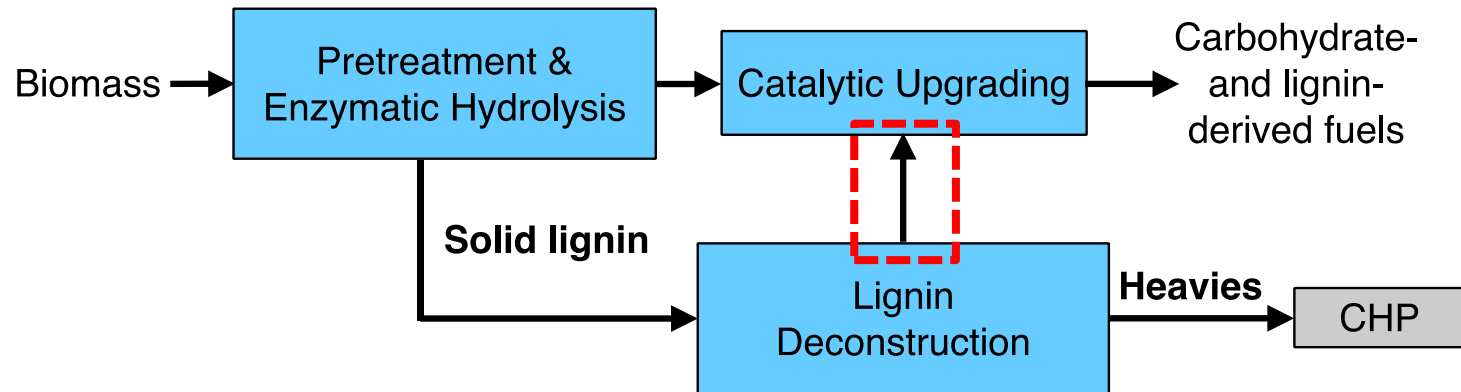 Biomass
Pretreatment &
Enzymatic Hydrolysis
Catalytic Upgrading
Carbohydrate-
and lignin-
derived fuels
Solid lignin
Lignin
Deconstruction
Heavies
CHP